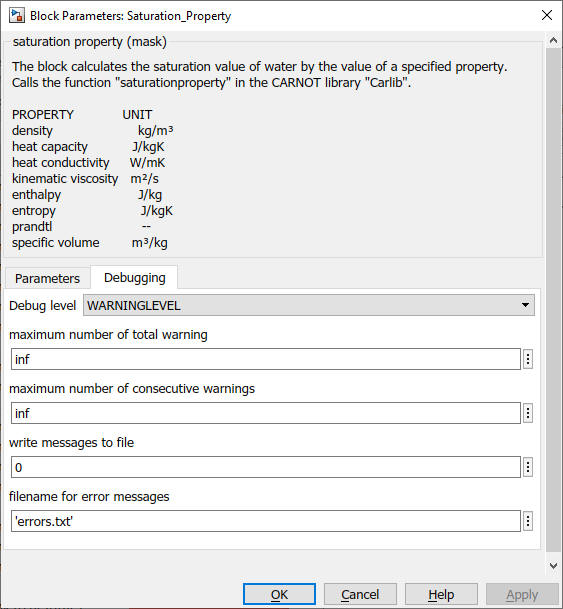 Block Parameters: Saturation_Property
saturation property (mask)
The block calculates the saturation value of water by the value of a specified property.
Calls the function "saturationproperty" in the CARNOT library "Carlib".
PROPERTY UNIT
density kg/m³
heat capacity J/kgK
heat conductivity W/mK
kinematic viscosity m²/s
enthalpy J/kg
entropy J/kgK
prandtl --
specific volume m³/kg
Parameters Debugging
Debug level WARNINGLEVEL
maximum number of total warning
inf
maximum number of consecutive warnings
inf
write messages to file
0
filename for error messages
'errors.txt'
OK Cancel Help Apply